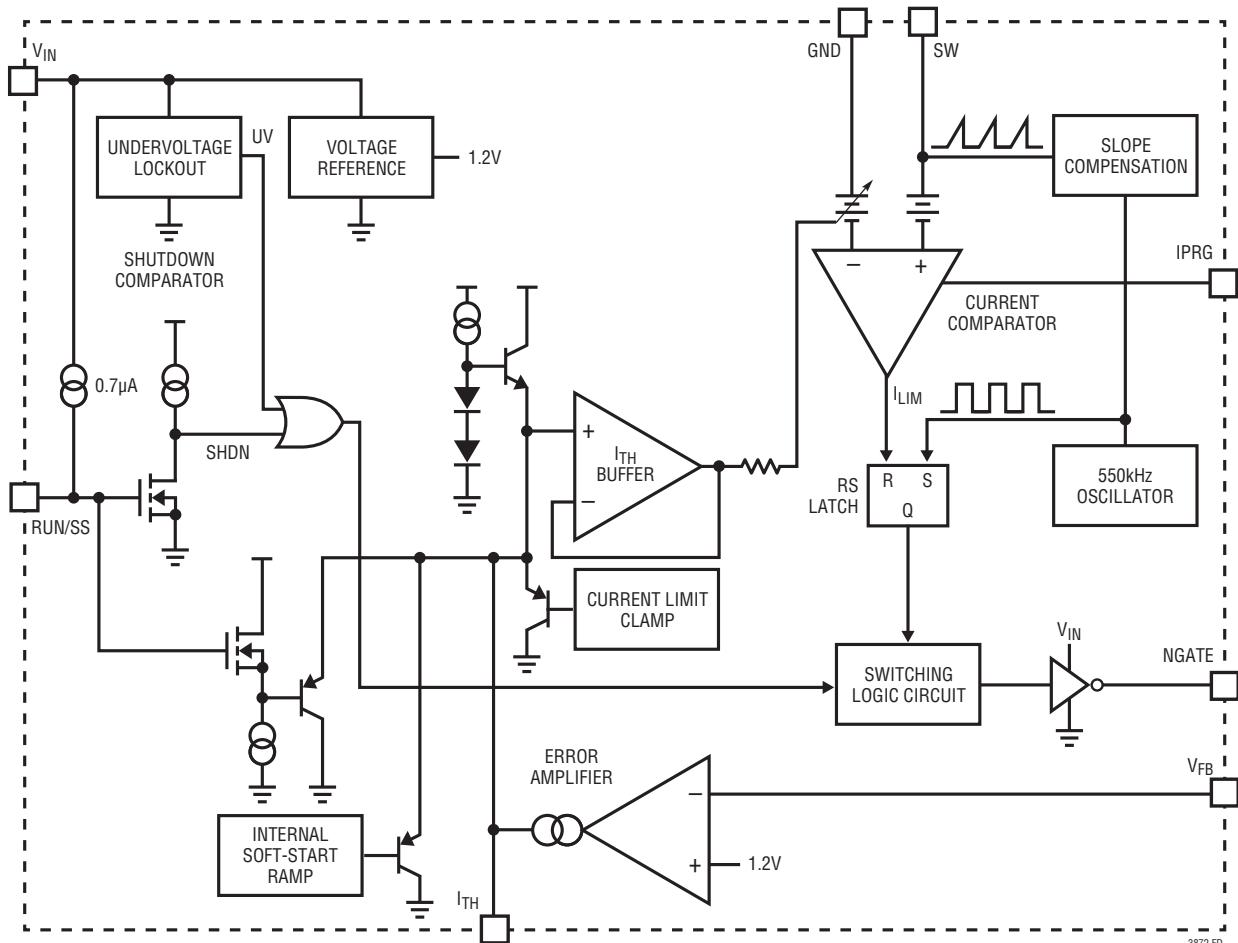 GND
SW
VIN
UNDERVOLTAGE
LOCKOUT
UV
VOLTAGE
REFERENCE
1.2V
SLOPE
COMPENSATION
SHUTDOWN
COMPARATOR
–
+
IPRG
CURRENT
COMPARATOR
0.7µA
ILIM
SHDN
+
ITH
BUFFER
–
RS
LATCH
R S
Q
550kHz
OSCILLATOR
RUN/SS
CURRENT LIMIT
CLAMP
SWITCHING
LOGIC CIRCUIT
VIN
NGATE
ERROR
AMPLIFIER
–
VFB
INTERNAL
SOFT-START
RAMP
+
1.2V
ITH
3872 FD